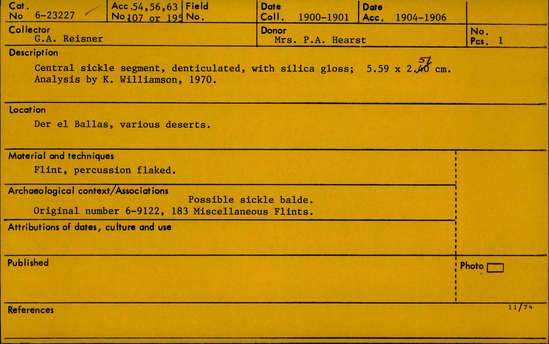 Cat. No. 6-23227 Acc. No. 54,56,63 107 or 195 Field No. Date Coll. 1900-1901 Date Acc. 1904-1906
Collector G.A. Reisner Donor Mrs. P.A. Hearst No. Pcs. 1
Description
Central sickle segment, denticulated, with silica gloss; 5.59 x 2. cm.
Analysis by K. Williamson, 1970.
Location
Der el Ballas, various deserts.
Material and techniques
Flint, percussion flaked.
Archaeological context/Associations
Possible sickle balde.
Original number 6-9122, 183 Miscellaneous Flints.
Attributions of dates, culture and use
Published
Photo
References
11/74